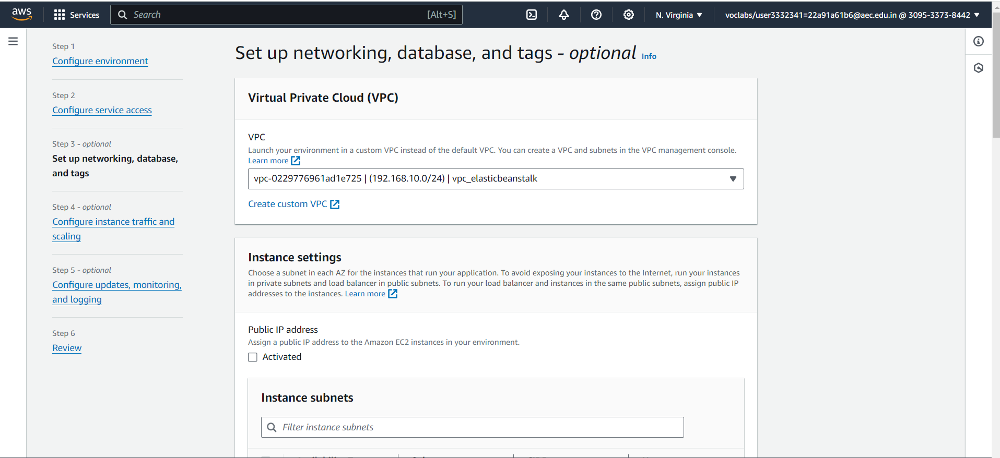 aws
Services
Search
[Alt+S]
N. Virginia
voclabs/user3332341=22a91a61b6@aec.edu.in @ 3095-3373-8442
Step 1
Configure environment
Step 2
Configure service access
Step 3 - optional
Set up networking, database,
and tags
Step 4 - optional
Configure instance traffic and
scaling
Step 5 - optional
Configure updates, monitoring,
and logging
Step 6
Review
Set up networking, database, and tags - optional Info
Virtual Private Cloud (VPC)
VPC
Launch your environment in a custom VPC instead of the default VPC. You can create a VPC and subnets in the VPC management console.
Learn more
vpc-0229776961ad1e725 | (192.168.10.0/24) | vpc_elasticbeanstalk
Create custom VPC
Instance settings
Choose a subnet in each AZ for the instances that run your application. To avoid exposing your instances to the Internet, run your instances
in private subnets and load balancer in public subnets. To run your load balancer and instances in the same public subnets, assign public IP
addresses to the instances. Learn more
Public IP address
Assign a public IP address to the Amazon EC2 instances in your environment.
Activated
Instance subnets
Filter instance subnets